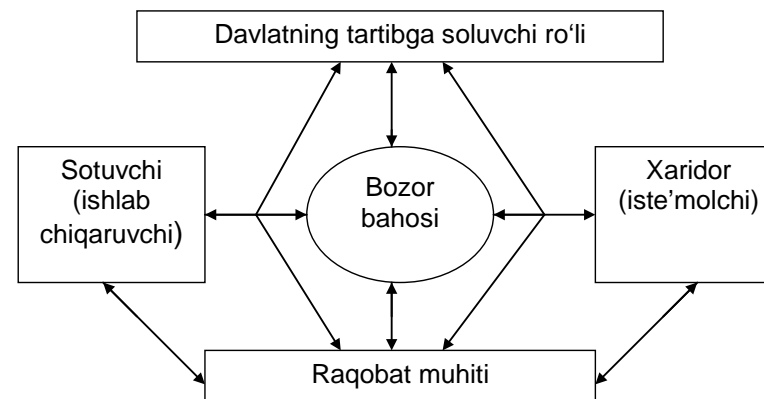 Davlatning tartibga soluvchi ro‘li
Sotuvchi
(ishlab
chiqaruvchi)
Bozor
bahosi
Xaridor
(iste’molchi)
Raqobat muhiti